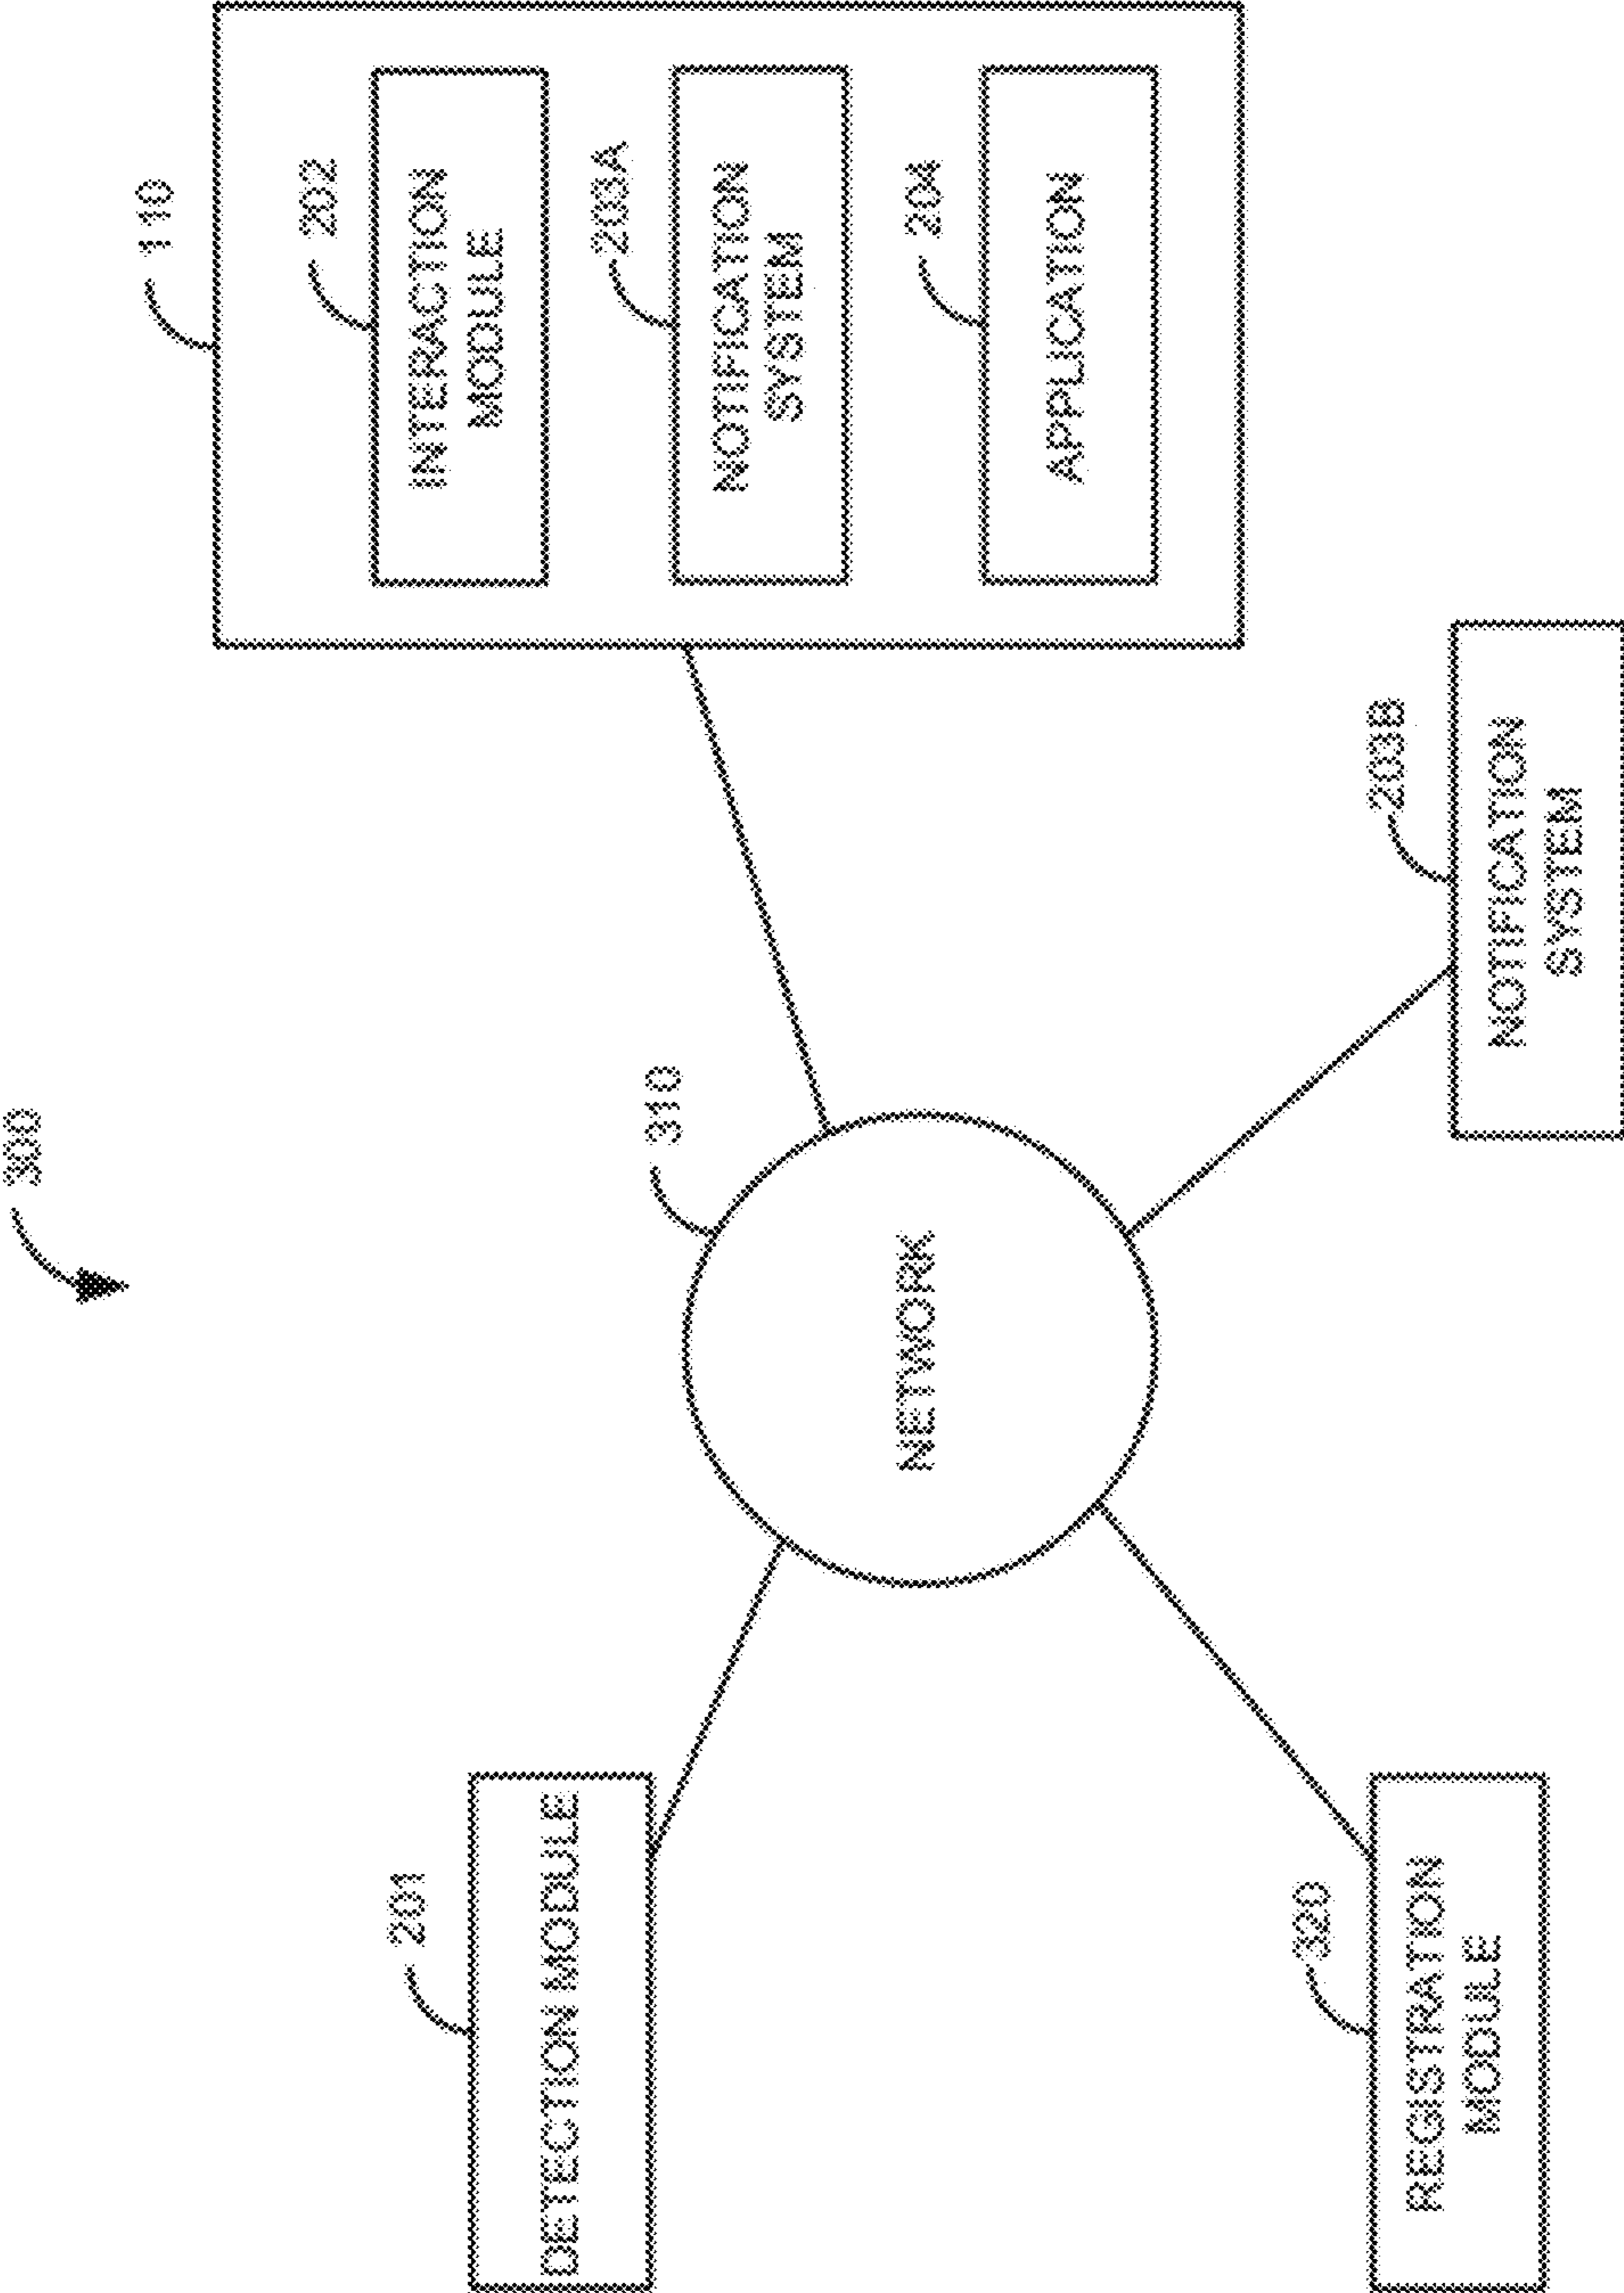 300
110
202
INTERACTION
MODULE
203A
NOTIFICATION
SYSTEM
204
APPLICATION
201
DETECTION MODULE
310
NETWORK
320
REGISTRATION
MODULE
203B
NOTIFICATION
SYSTEM